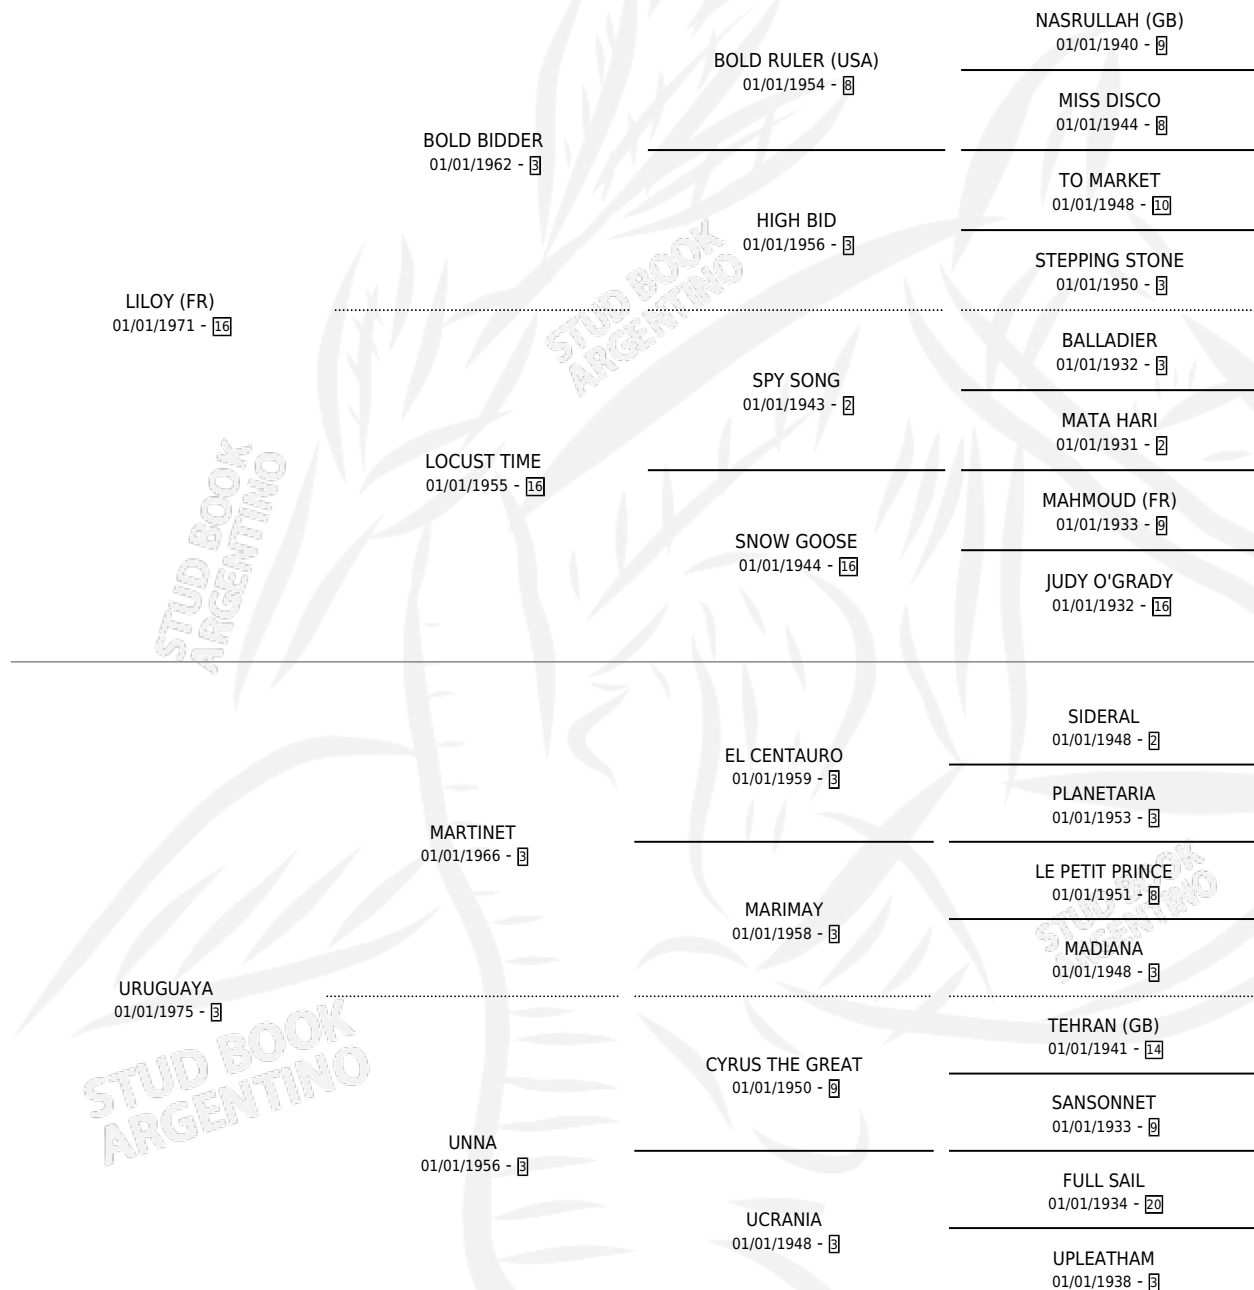 NASRULLAH (GB)
01/01/1940 - 9
BOLD RULER (USA)
01/01/1954 - 8
MISS DISCO
01/01/1944 - 8
BOLD BIDDER
01/01/1962 - 3
TO MARKET
01/01/1948 - 10
HIGH BID
01/01/1956 - 3
STEPPING STONE
01/01/1950 - 3
LILOY (FR)
01/01/1971 - 16
STUD BOOK
ARGENTINO
BALLADIER
01/01/1932 - 3
SPY SONG
01/01/1943 - 2
MATA HARI
01/01/1931 - 2
LOCUST TIME
01/01/1955 - 16
MAHMOUD (FR)
01/01/1933 - 9
SNOW GOOSE
01/01/1944 - 16
JUDY O'GRADY
01/01/1932 - 16
STUD BOOK
ARGENTINO
SIDERAL
01/01/1948 - 2
EL CENTAURO
01/01/1959 - 3
PLANETARIA
01/01/1953 - 3
MARTINET
01/01/1966 - 3
LE PETIT PRINCE
01/01/1951 - 8
MARIMAY
01/01/1958 - 3
MADIANA
01/01/1948 - 3
STUD BOOK
ARGENTINO
URUGUAYA
01/01/1975 - 3
TEHRAN (GB)
01/01/1941 - 14
CYRUS THE GREAT
01/01/1950 - 9
SANSONNET
01/01/1933 - 9
STUD BOOK
ARGENTINO
UNNA
01/01/1956 - 3
FULL SAIL
01/01/1934 - 20
UCRANIA
01/01/1948 - 3
UPLEATHAM
01/01/1938 - 3